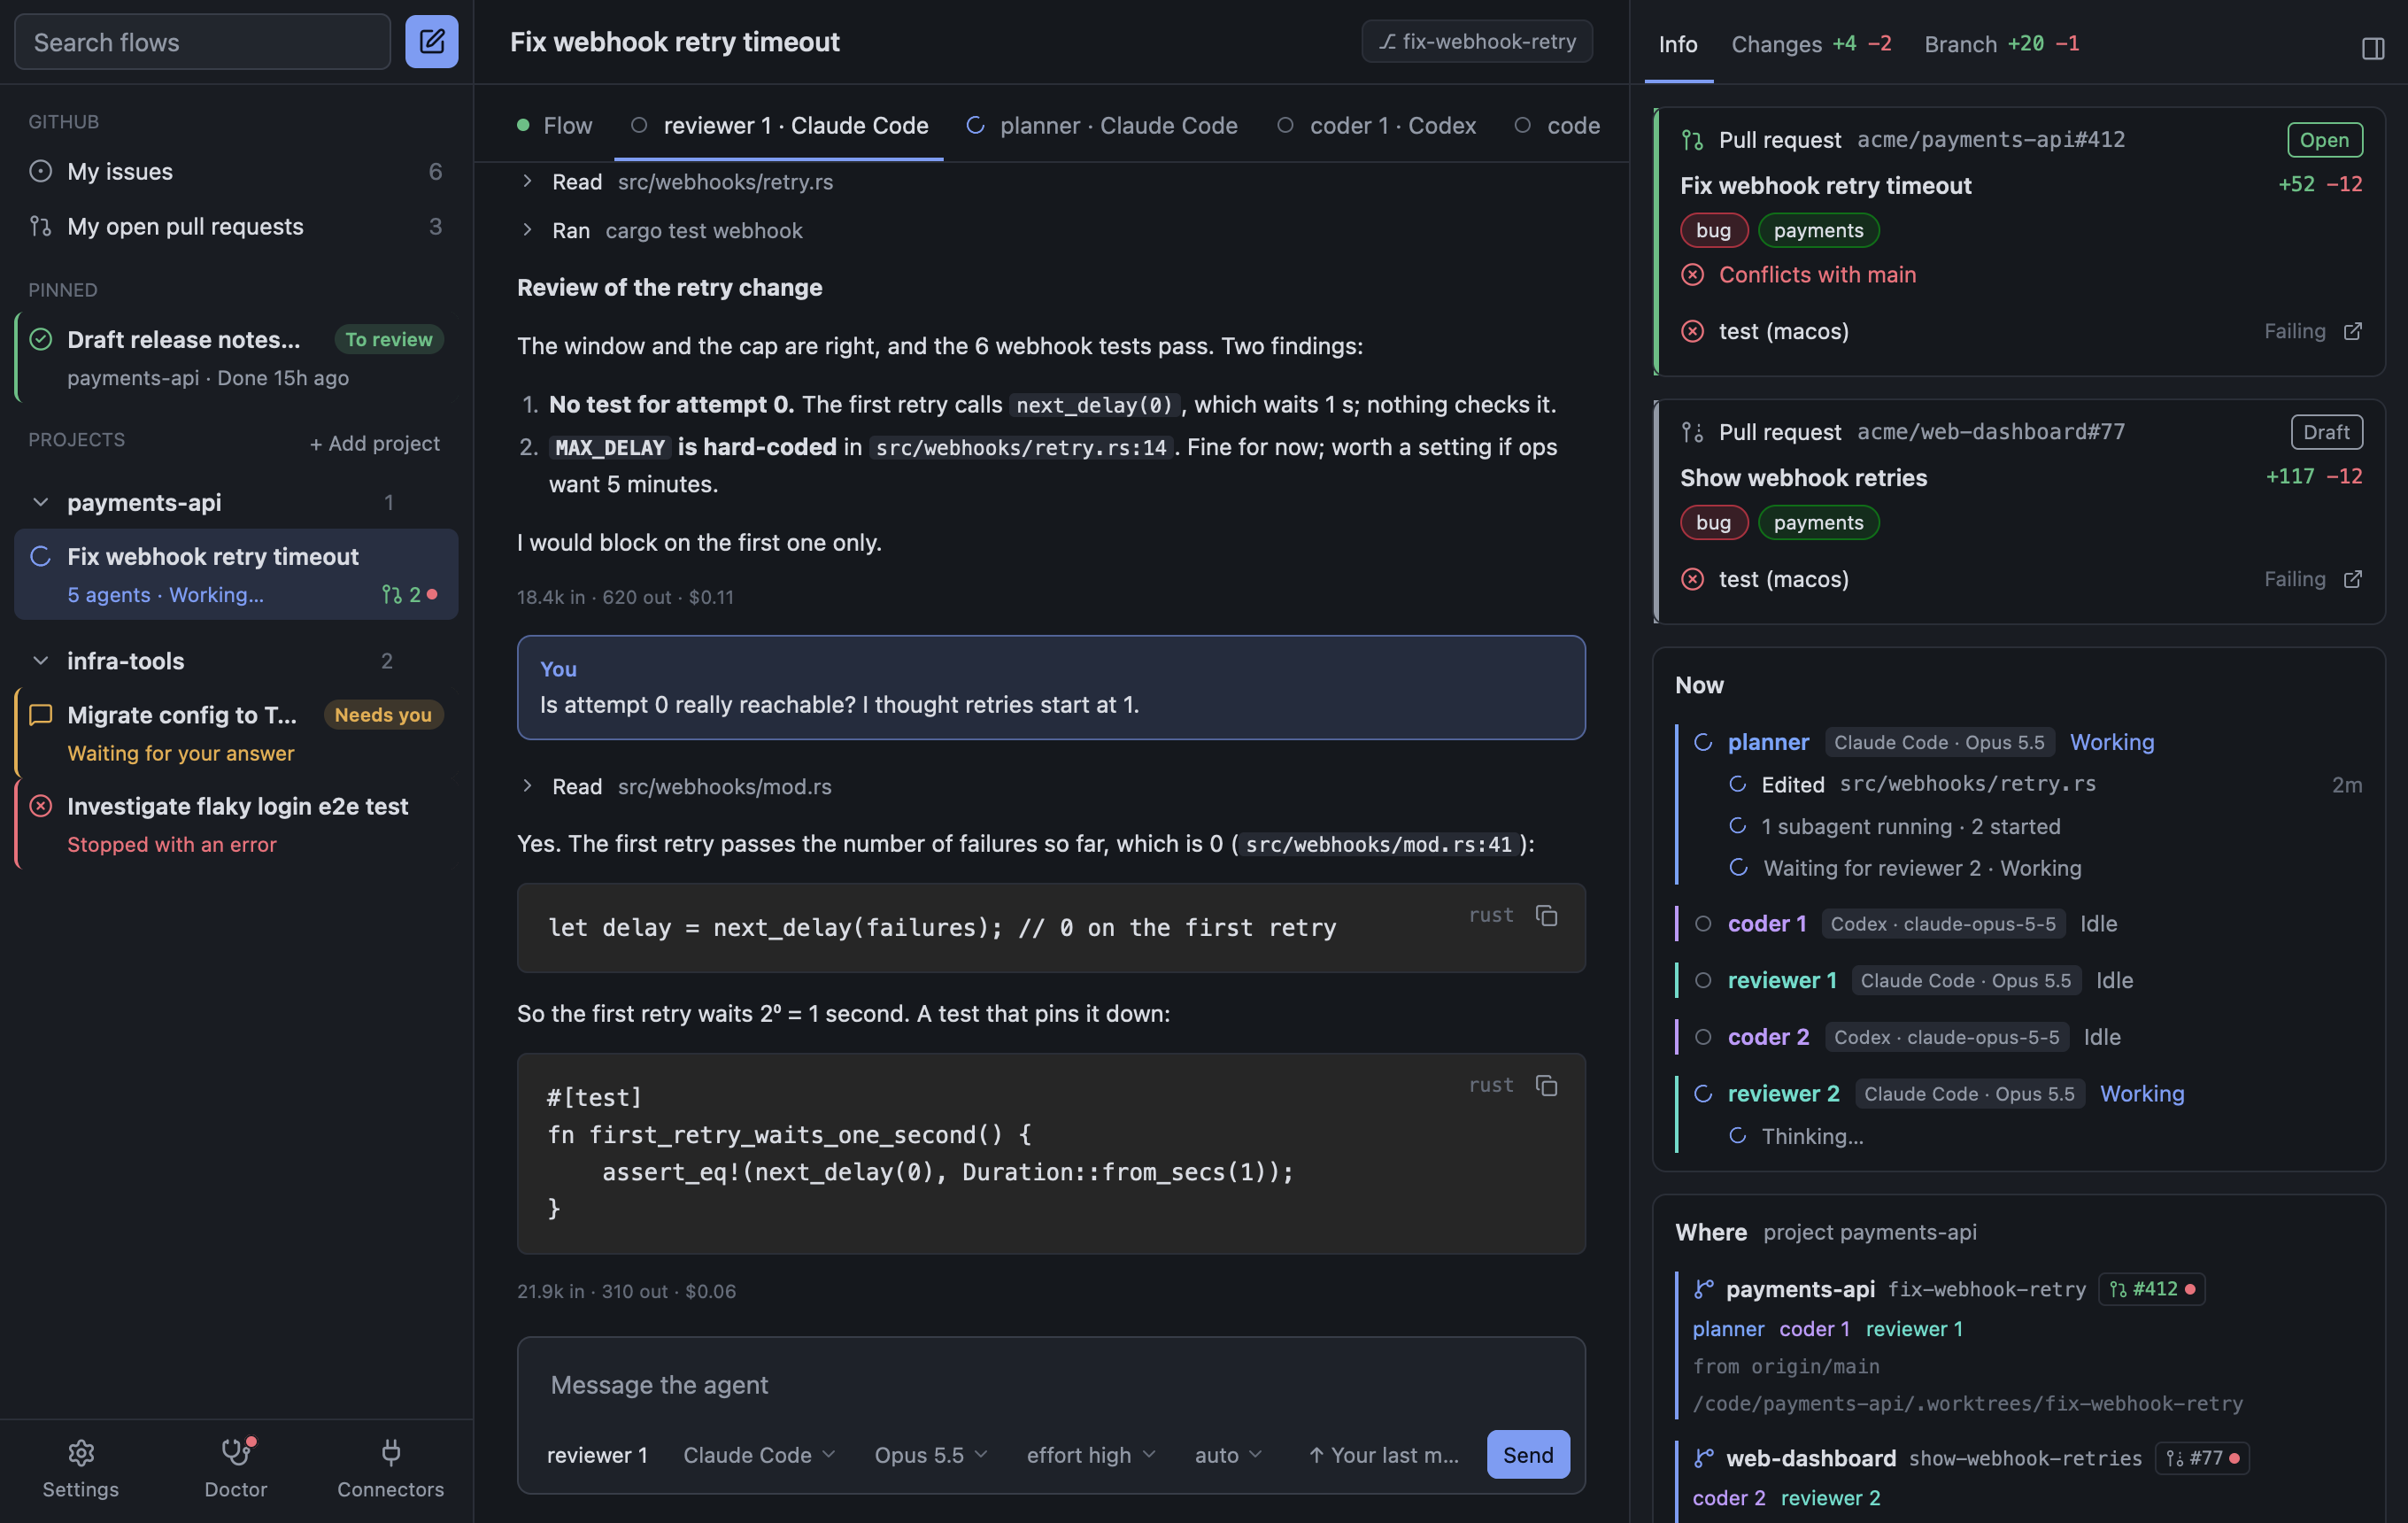 Search flows
GITHUB
My issues 6
My open pull requests 3
PINNED
Draft release notes... To review
payments-api · Done 15h ago
PROJECTS + Add project
payments-api 1
Fix webhook retry timeout
5 agents · Working... 2
infra-tools 2
Migrate config to T... Needs you
Waiting for your answer
Investigate flaky login e2e test
Stopped with an error
Settings Doctor Connectors
Fix webhook retry timeout fix-webhook-retry
Flow reviewer 1 · Claude Code planner · Claude Code coder 1 · Codex code
Read src/webhooks/retry.rs
Ran cargo test webhook
Review of the retry change
The window and the cap are right, and the 6 webhook tests pass. Two findings:
1. No test for attempt 0. The first retry calls next_delay(0), which waits 1 s; nothing checks it.
2. MAX_DELAY is hard-coded in src/webhooks/retry.rs:14. Fine for now; worth a setting if ops
want 5 minutes.
I would block on the first one only.
18.4k in · 620 out · $0.11
You
Is attempt 0 really reachable? I thought retries start at 1.
Read src/webhooks/mod.rs
Yes. The first retry passes the number of failures so far, which is 0 (src/webhooks/mod.rs:41):
rust
let delay = next_delay(failures); // 0 on the first retry
So the first retry waits 2⁰ = 1 second. A test that pins it down:
rust
#[test]
fn first_retry_waits_one_second() {
    assert_eq!(next_delay(0), Duration::from_secs(1));
}
21.9k in · 310 out · $0.06
Message the agent
reviewer 1 Claude Code Opus 5.5 effort high auto ↑ Your last m... Send
Info Changes +4 −2 Branch +20 −1
Pull request acme/payments-api#412 Open
Fix webhook retry timeout +52 −12
bug payments
Conflicts with main
test (macos) Failing
Pull request acme/web-dashboard#77 Draft
Show webhook retries +117 −12
bug payments
test (macos) Failing
Now
planner Claude Code · Opus 5.5 Working
Edited src/webhooks/retry.rs 2m
1 subagent running · 2 started
Waiting for reviewer 2 · Working
coder 1 Codex · claude-opus-5-5 Idle
reviewer 1 Claude Code · Opus 5.5 Idle
coder 2 Codex · claude-opus-5-5 Idle
reviewer 2 Claude Code · Opus 5.5 Working
Thinking...
Where project payments-api
payments-api fix-webhook-retry #412
planner coder 1 reviewer 1
from origin/main
/code/payments-api/.worktrees/fix-webhook-retry
web-dashboard show-webhook-retries #77
coder 2 reviewer 2